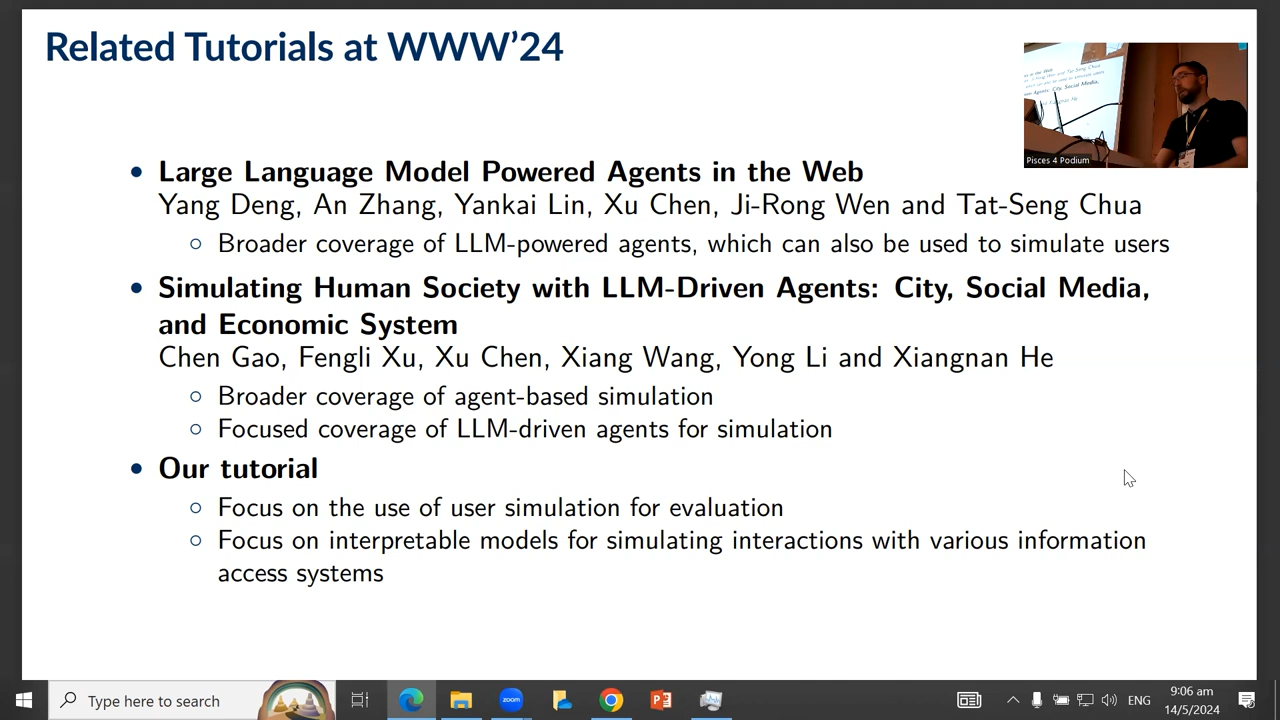 Related Tutorials at WWW'24
• Large Language Model Powered Agents in the Web
Yang Deng, An Zhang, Yankai Lin, Xu Chen, Ji-Rong Wen and Tat-Seng Chua
○ Broader coverage of LLM-powered agents, which can also be used to simulate users
• Simulating Human Society with LLM-Driven Agents: City, Social Media,
and Economic System
Chen Gao, Fengli Xu, Xu Chen, Xiang Wang, Yong Li and Xiangnan He
○ Broader coverage of agent-based simulation
○ Focused coverage of LLM-driven agents for simulation
• Our tutorial
○ Focus on the use of user simulation for evaluation
○ Focus on interpretable models for simulating interactions with various information
access systems
Pisces 4 Podium
Type here to search
zoom
ENG
9:06 am
14/5/2024